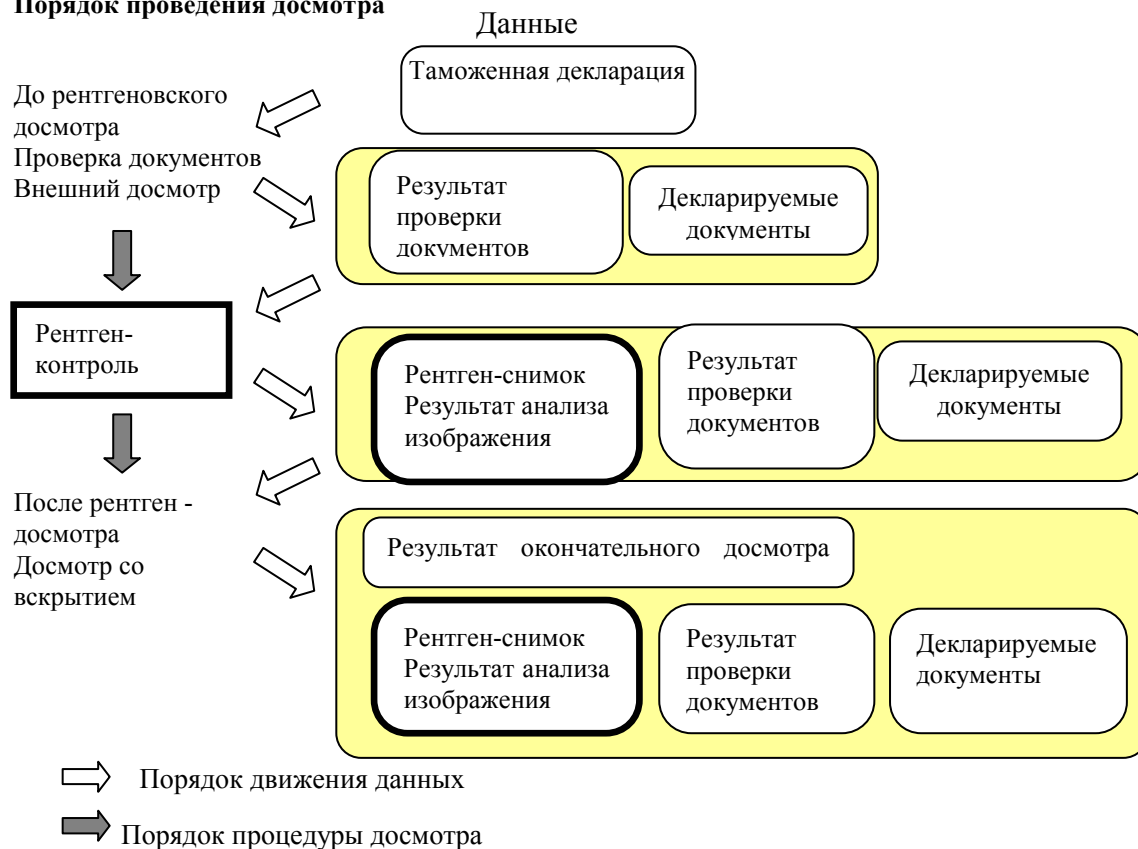 Порядок проведения досмотра
Данные
Таможенная декларация
До рентгеновского
досмотра
Проверка документов
Внешний досмотр
Результат
проверки
документов
Декларируемые
документы
Рентген-
контроль
Рентген-снимок
Результат анализа
изображения
Результат
проверки
документов
Декларируемые
документы
После рентген -
досмотра
Досмотр со
вскрытием
Результат окончательного досмотра
Рентген-снимок
Результат анализа
изображения
Результат
проверки
документов
Декларируемые
документы
Порядок движения данных
Порядок процедуры досмотра